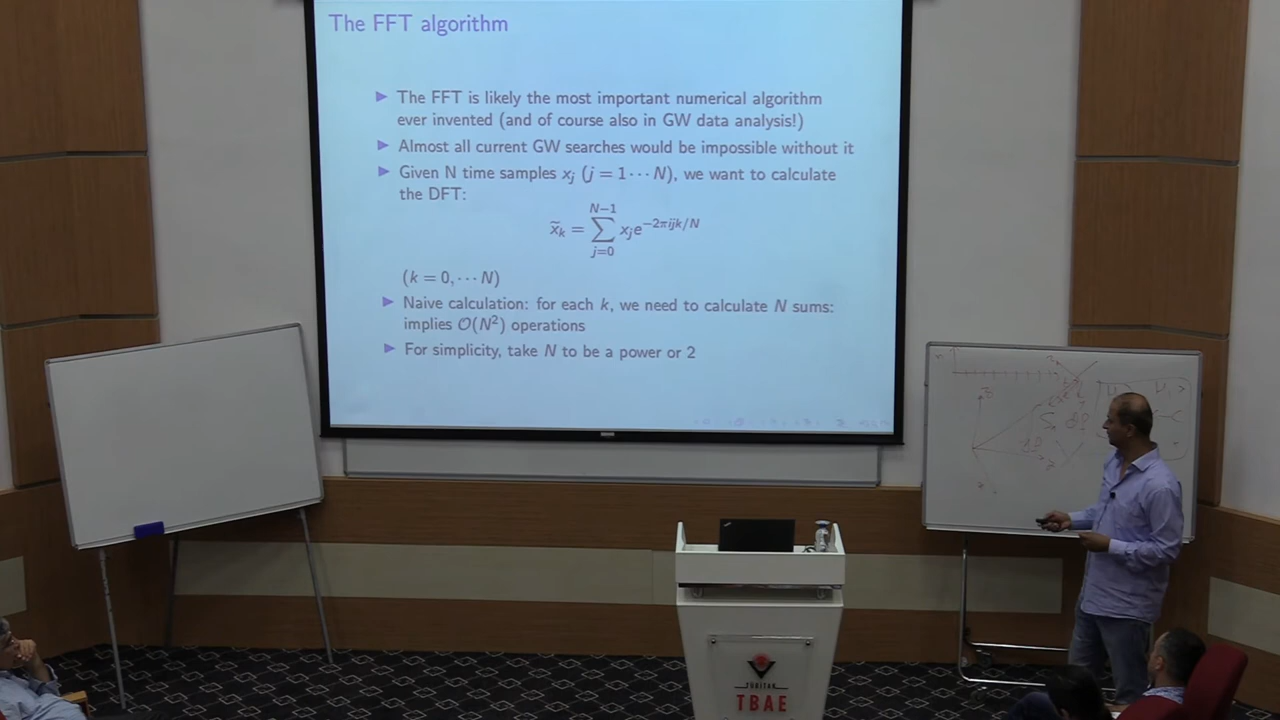 The FFT algorithm
▶ The FFT is likely the most important numerical algorithm
ever invented (and of course also in GW data analysis!)
▶ Almost all current GW searches would be impossible without it
▶ Given N time samples xⱼ (j = 1 ⋯ N), we want to calculate
the DFT:
x̃ₖ = ∑_{j=0}^{N−1} xⱼe^{−2πijk/N}
(k = 0, ⋯ N)
▶ Naive calculation: for each k, we need to calculate N sums:
implies 𝒪(N²) operations
▶ For simplicity, take N to be a power or 2
TÜBİTAK
TBAE